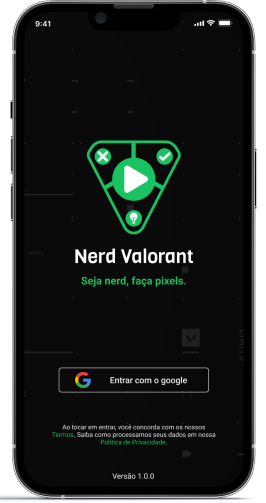 9:41
Nerd Valorant
Seja nerd, faça pixels.
Entrar com o google
Ao tocar em entrar, você concorda com os nossos
Termos. Saiba como processamos seus dados em nossa
Política de Privacidade.
Versão 1.0.0